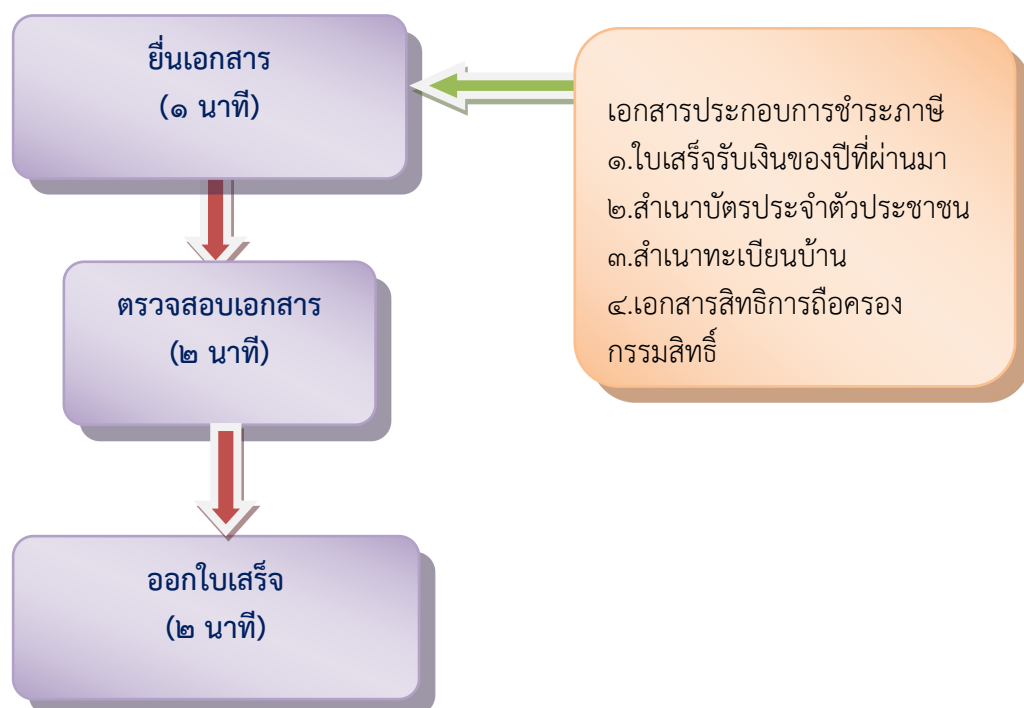 ยื่นเอกสาร
(๑ นาที)
เอกสารประกอบการชำระภาษี
๑.ใบเสร็จรับเงินของปีที่ผ่านมา
๒.สำเนาบัตรประจำตัวประชาชน
๓.สำเนาทะเบียนบ้าน
๔.เอกสารสิทธิการถือครอง
กรรมสิทธิ์
ตรวจสอบเอกสาร
(๒ นาที)
ออกใบเสร็จ
(๒ นาที)